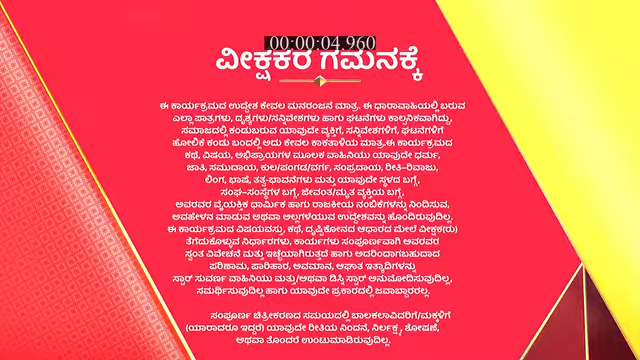 00:00:04.960
ವೀಕ್ಷಕರ ಗಮನಕ್ಕೆ
ಈ ಕಾರ್ಯಕ್ರಮದ ಉದ್ದೇಶ ಕೇವಲ ಮನರಂಜನೆ ಮಾತ್ರ. ಈ ಧಾರಾವಾಹಿಯಲ್ಲಿ ಬರುವ
ಎಲ್ಲಾ ಪಾತ್ರಗಳು, ದೃಶ್ಯಗಳು/ಸನ್ನಿವೇಶಗಳು ಹಾಗು ಘಟನೆಗಳು ಕಾಲ್ಪನಿಕವಾಗಿದ್ದು,
ಸಮಾಜದಲ್ಲಿ ಕಂಡುಬರುವ ಯಾವುದೇ ವ್ಯಕ್ತಿಗೆ, ಸನ್ನಿವೇಶಗಳಿಗೆ, ಘಟನೆಗಳಿಗೆ
ಹೋಲಿಕೆ ಕಂಡು ಬಂದಲ್ಲಿ ಅದು ಕೇವಲ ಕಾಕತಾಳಿಯ ಮಾತ್ರ.ಈ ಕಾರ್ಯಕ್ರಮದ
ಕಥೆ, ವಿಷಯ, ಅಭಿಪ್ರಾಯಗಳ ಮೂಲಕ ವಾಹಿನಿಯು ಯಾವುದೇ ಧರ್ಮ,
ಜಾತಿ, ಸಮುದಾಯ, ಕುಲ/ಪಂಗಡ/ವರ್ಗ, ಸಂಪ್ರದಾಯ, ರೀತಿ-ರಿವಾಜು,
ಲಿಂಗ, ಭಾಷೆ, ತತ್ವ-ಭಾವನೆಗಳು ಮತ್ತು ಯಾವುದೇ ಸ್ಥಳದ ಬಗ್ಗೆ,
ಸಂಘ-ಸಂಸ್ಥೆಗಳ ಬಗ್ಗೆ, ಜೀವಂತ/ಮೃತ ವ್ಯಕ್ತಿಯ ಬಗ್ಗೆ,
ಅವರವರ ವೈಯಕ್ತಿಕ ಧಾರ್ಮಿಕ ಹಾಗು ರಾಜಕೀಯ ನಂಬಿಕೆಗಳನ್ನು ನಿಂದಿಸುವ,
ಅವಹೇಳನ ಮಾಡುವ ಅಥವಾ ಅಲ್ಲಗಳೆಯುವ ಉದ್ದೇಶವನ್ನು ಹೊಂದಿರುವುದಿಲ್ಲ.
ಈ ಕಾರ್ಯಕ್ರಮದ ವಿಷಯವಸ್ತು, ಕಥೆ, ದೃಷ್ಟಿಕೋನದ ಆಧಾರದ ಮೇಲೆ ವೀಕ್ಷಕ(ರು)
ತೆಗೆದುಕೊಳ್ಳುವ ನಿರ್ಧಾರಗಳು, ಕಾರ್ಯಗಳು ಸಂಪೂರ್ಣವಾಗಿ ಅವರವರ
ಸ್ವಂತ ವಿವೇಚನೆ ಮತ್ತು ಇಚ್ಛೆಯಾಗಿರುತ್ತದೆ ಹಾಗು ಅದರಿಂದಾಗಬಹುದಾದ
ಪರಿಣಾಮ, ಪಾರಿಹಾರ, ಅವಮಾನ, ಆಘಾತ ಇತ್ಯಾದಿಗಳನ್ನು
ಸ್ಟಾರ್ ಸುವರ್ಣ ವಾಹಿನಿಯು ಮತ್ತು/ಅಥವಾ ಡಿಸ್ನಿ ಸ್ಟಾರ್ ಅನುಮೋದಿಸುವುದಿಲ್ಲ,
ಸಮರ್ಥಿಸುವುದಿಲ್ಲ ಹಾಗು ಯಾವುದೇ ಪ್ರಕಾರದಲ್ಲಿ ಜವಾಬ್ದಾರರಲ್ಲ.
ಸಂಪೂರ್ಣ ಚಿತ್ರೀಕರಣದ ಸಮಯದಲ್ಲಿ ಬಾಲಕಲಾವಿದರಿಗೆ/ಮಕ್ಕಳಿಗೆ
(ಯಾರಾದರೂ ಇದ್ದರೆ) ಯಾವುದೇ ರೀತಿಯ ನಿಂದನೆ, ನಿರ್ಲಕ್ಷ್ಯ, ಶೋಷಣೆ,
ಅಥವಾ ತೊಂದರೆ ಉಂಟುಮಾಡಿರುವುದಿಲ್ಲ.